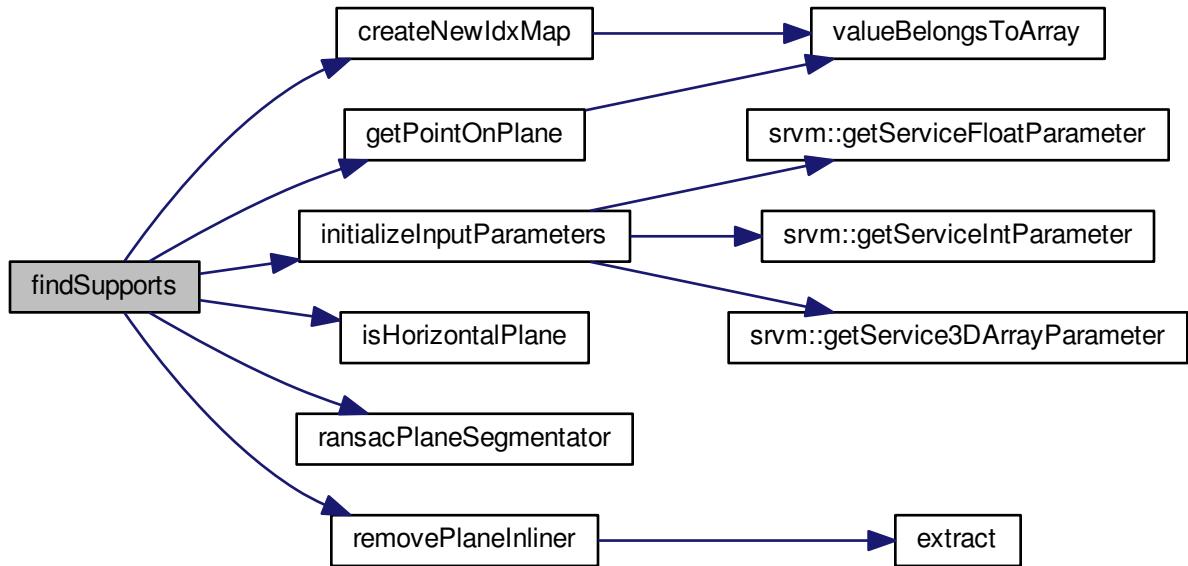 createNewIdxMap
valueBelongsToArray
getPointOnPlane
srvm::getServiceFloatParameter
initializeInputParameters
srvm::getServiceIntParameter
findSupports
isHorizontalPlane
srvm::getService3DArrayParameter
ransacPlaneSegmentator
removePlaneInliner
extract